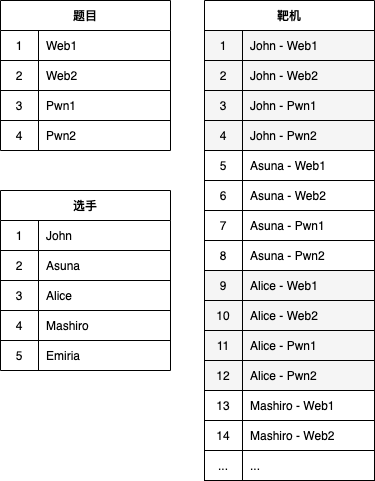 题目
1 Web1
2 Web2
3 Pwn1
4 Pwn2
选手
1 John
2 Asuna
3 Alice
4 Mashiro
5 Emiria
靶机
1 John - Web1
2 John - Web2
3 John - Pwn1
4 John - Pwn2
5 Asuna - Web1
6 Asuna - Web2
7 Asuna - Pwn1
8 Asuna - Pwn2
9 Alice - Web1
10 Alice - Web2
11 Alice - Pwn1
12 Alice - Pwn2
13 Mashiro - Web1
14 Mashiro - Web2
... ...